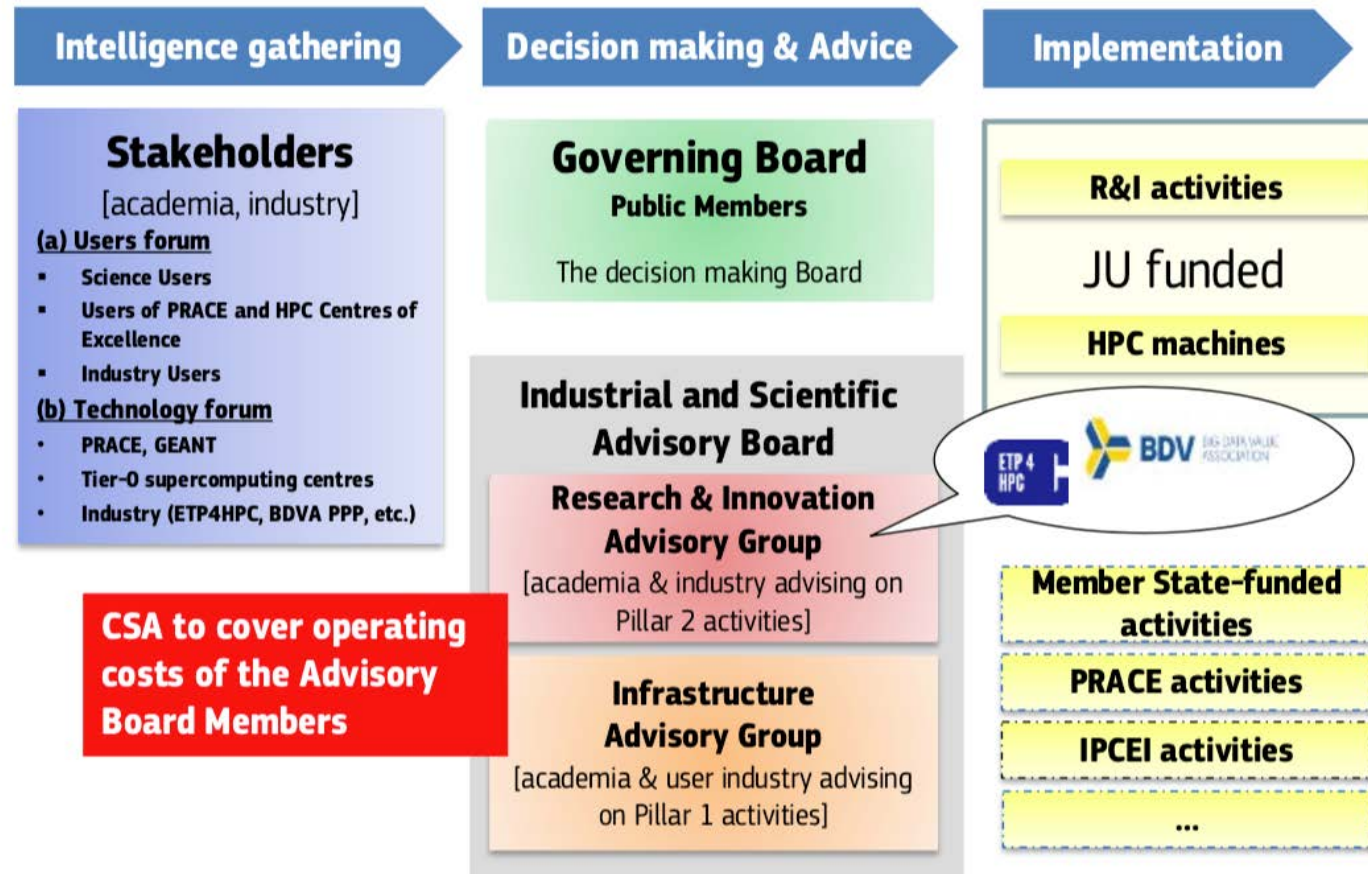 Intelligence gathering
Decision making & Advice
Implementation
Stakeholders
[academia, industry]
(a) Users forum
▪ Science Users
▪ Users of PRACE and HPC Centres of
Excellence
▪ Industry Users
(b) Technology forum
• PRACE, GEANT
• Tier-0 supercomputing centres
• Industry (ETP4HPC, BDVA PPP, etc.)
CSA to cover operating
costs of the Advisory
Board Members
Governing Board
Public Members
The decision making Board
Industrial and Scientific
Advisory Board
Research & Innovation
Advisory Group
[academia & industry advising on
Pillar 2 activities]
Infrastructure
Advisory Group
[academia & user industry advising
on Pillar 1 activities]
R&I activities
JU funded
HPC machines
ETP 4
HPC
BDV
BIG DATA VALUE
ASSOCIATION
Member State-funded
activities
PRACE activities
IPCEI activities
...